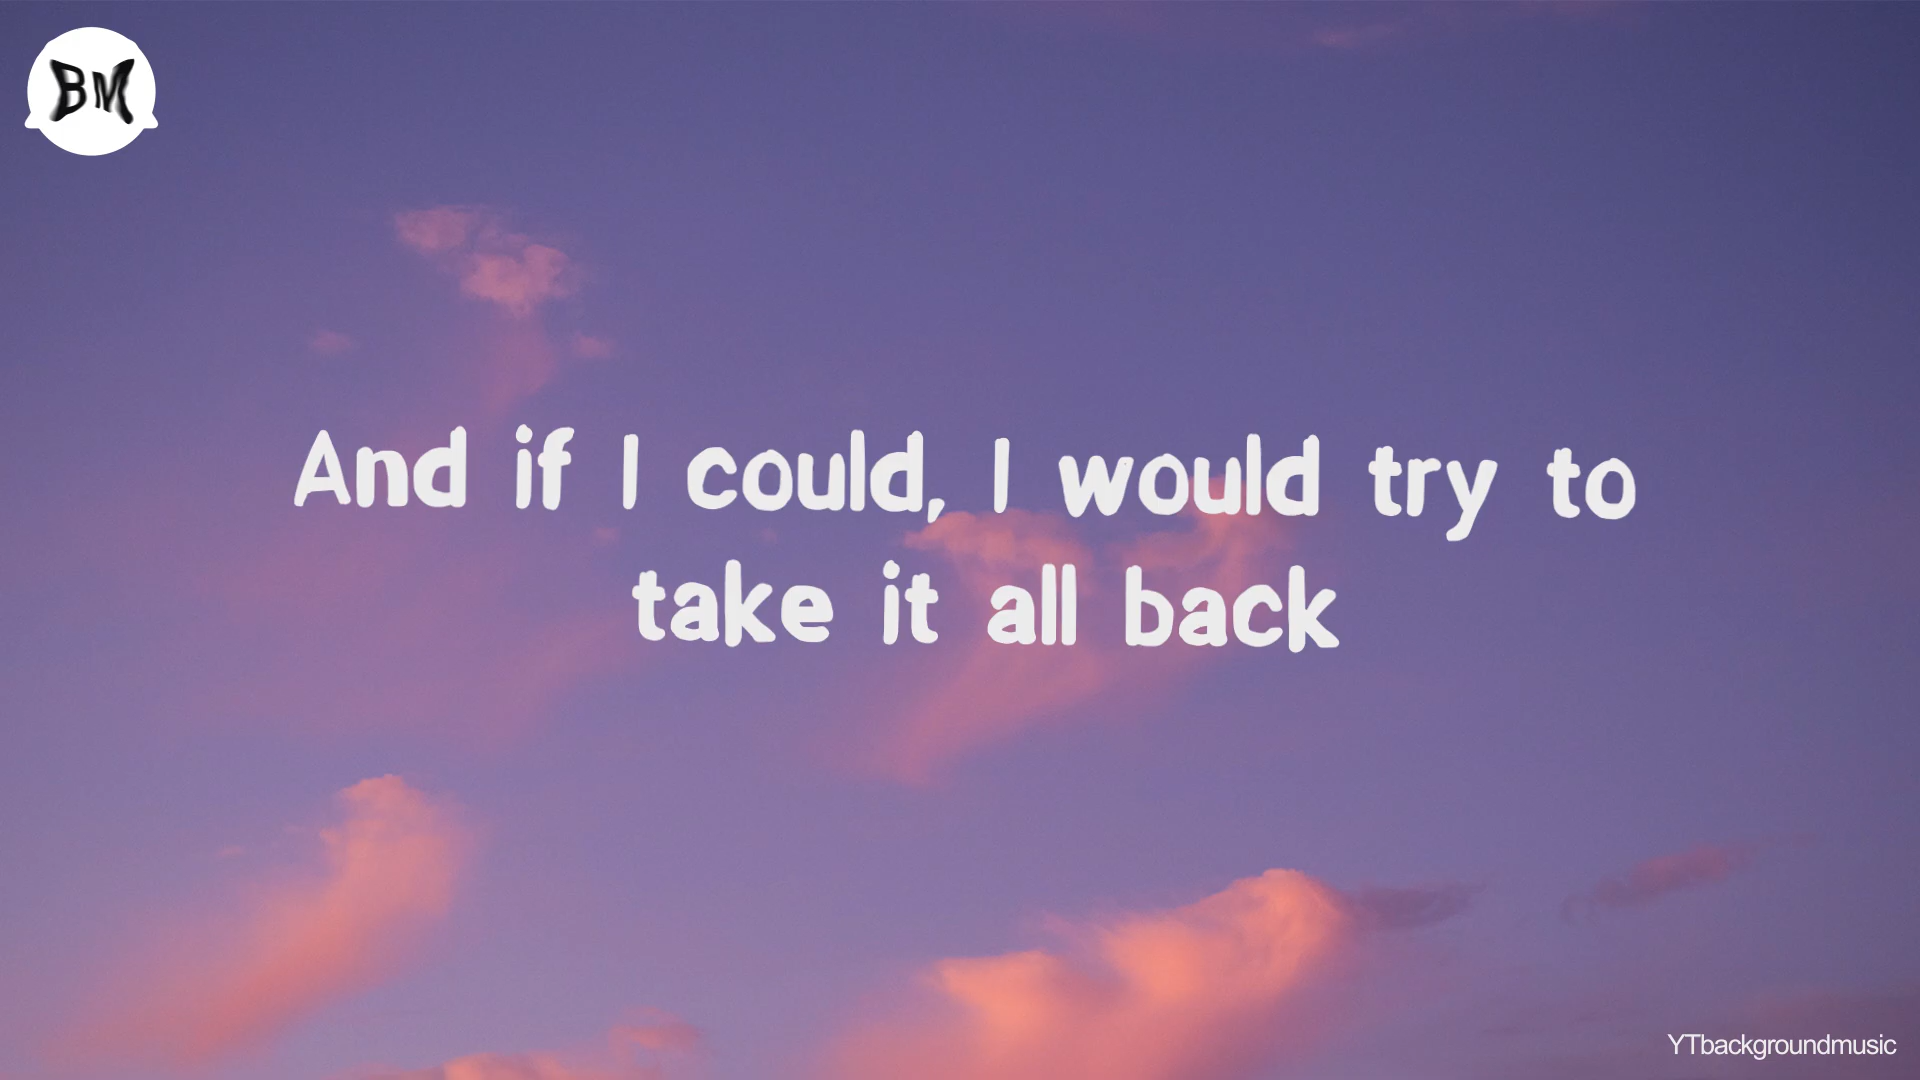 BM
And if I could, I would try to
take it all back
YTbackgroundmusic